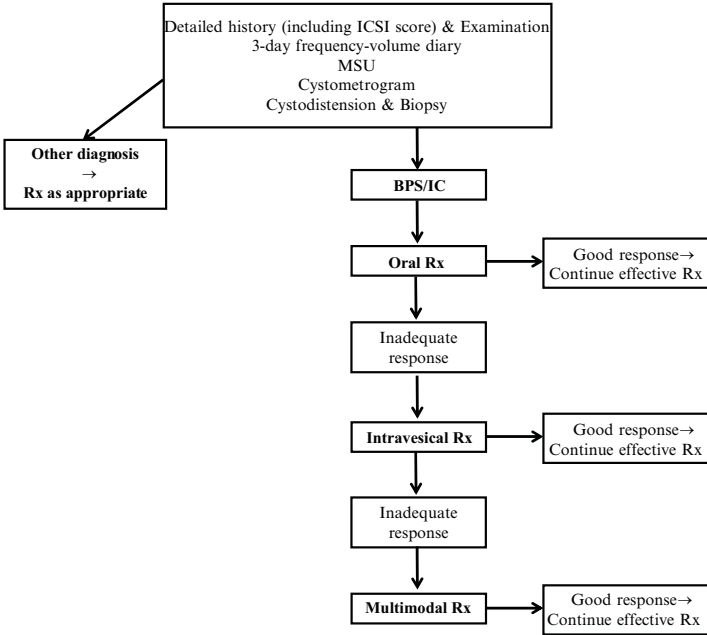 Detailed history (including ICSI score) & Examination
3-day frequency-volume diary
MSU
Cystometrogram
Cystodistension & Biopsy
Other diagnosis
→
Rx as appropriate
BPS/IC
Oral Rx
Good response→
Continue effective Rx
Inadequate
response
Intravesical Rx
Good response→
Continue effective Rx
Inadequate
response
Multimodal Rx
Good response→
Continue effective Rx